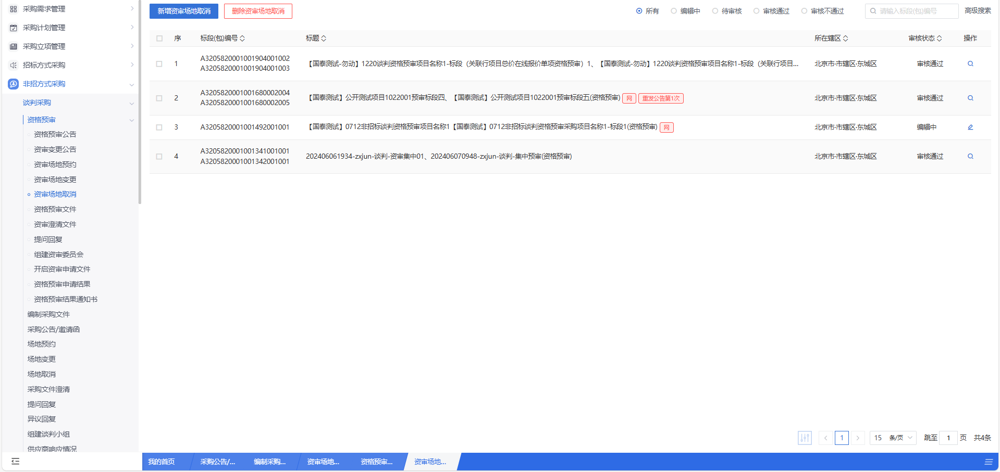 采购需求管理
采购计划管理
采购立项管理
招标方式采购
非招方式采购
谈判采购
资格预审
资格预审公告
资审变更公告
资审场地预约
资审场地变更
资审场地取消
资格预审文件
资审澄清文件
提问回复
组建资审委员会
开启资审申请文件
资格预审申请结果
资格预审结果通知书
编制采购文件
采购公告/邀请函
场地预约
场地变更
场地取消
采购文件澄清
提问回复
异议回复
组建谈判小组
供应商响应情况
新增资审场地取消 删除资审场地取消 所有 编辑中 待审核 审核通过 审核不通过 请输入标段(包)编号 高级搜索
序 标段(包)编号 标题 所在辖区 审核状态 操作
1 A3205820001001904001002 【国泰测试-勿动】1220谈判资格预审项目名称1-标段（关联行项目总价在线报价单项资格预审）1、【国泰测试-勿动】1220谈判资格预审项目名称1-标段（关联行项目... 北京市·市辖区·东城区 审核通过
A3205820001001904001003
2 A3205820001001680002004 【国泰测试】公开测试项目1022001预审标段四、【国泰测试】公开测试项目1022001预审标段五(资格预审) 网 重发公告第1次 北京市·市辖区·东城区 审核通过
A3205820001001680002005
3 A3205820001001492001001 【国泰测试】0712非招标谈判资格预审项目名称1【国泰测试】0712非招标谈判资格预审采购项目名称1-标段1(资格预审) 网 北京市·市辖区·东城区 编辑中
4 A3205820001001341001001 202406061934-zxjun-谈判-资审集中01、202406070948-zxjun-谈判-集中预审(资格预审) 北京市·市辖区·东城区 审核通过
A3205820001001342001001
1 15 条/页 跳至 1 页 共4条
我的首页 采购公告/... 编制采购... 资审场地... 资格预审... 资审场地...